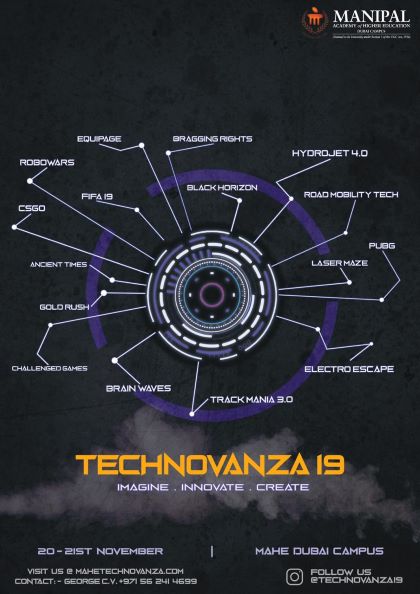 MANIPAL
ACADEMY of HIGHER EDUCATION
DUBAI CAMPUS
EQUIPAGE
BRAGGING RIGHTS
ROBOWARS
HYDROJET 4.0
FIFA 19
BLACK HORIZON
ROAD MOBILITY TECH
CSGO
PUBG
ANCIENT TIMES
LASER MAZE
GOLD RUSH
CHALLENGED GAMES
ELECTRO ESCAPE
BRAIN WAVES
TRACK MANIA 3.0
TECHNOVANZA 19
IMAGINE . INNOVATE . CREATE
20 - 21ST NOVEMBER | MAHE DUBAI CAMPUS
VISIT US @ MAHETECHNOVANZA.COM
CONTACT: - GEORGE C.V. +971 56 241 4699
FOLLOW US
@TECHNOVANZA19